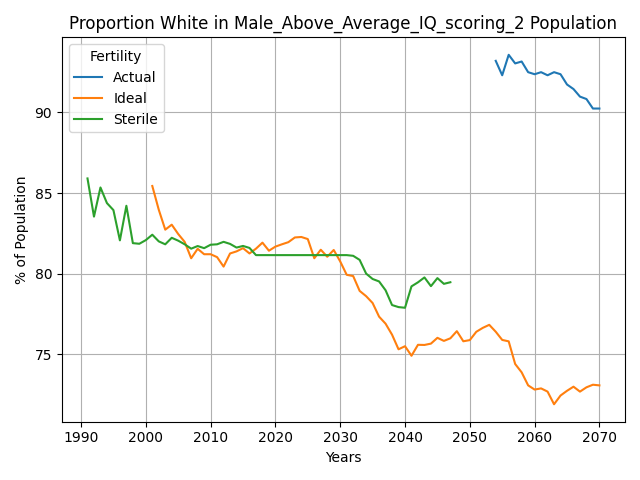 Proportion White in Male_Above_Average_IQ_scoring_2 Population
Fertility
Actual
Ideal
Sterile
% of Population
90
85
80
75
1990 2000 2010 2020 2030 2040 2050 2060 2070
Years